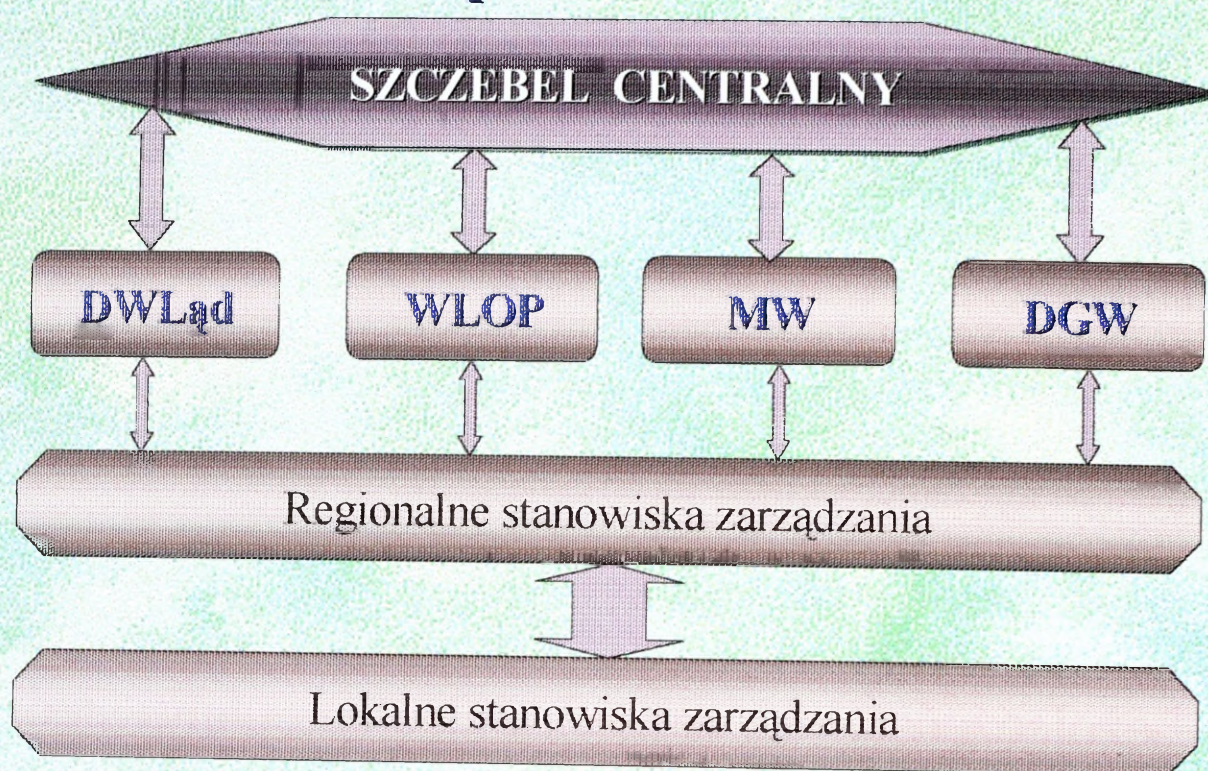 SZCZEBEL CENTRALNY
DWLąd WLOP MW DGW
Regionalne stanowiska zarządzania
Lokalne stanowiska zarządzania